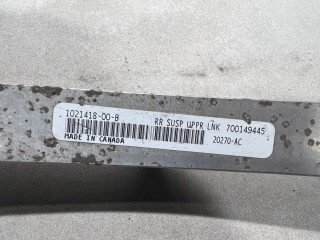 1021418-00-B RR SUSP UPPR LNK 700149445
MADE IN CANADA 20270-AC